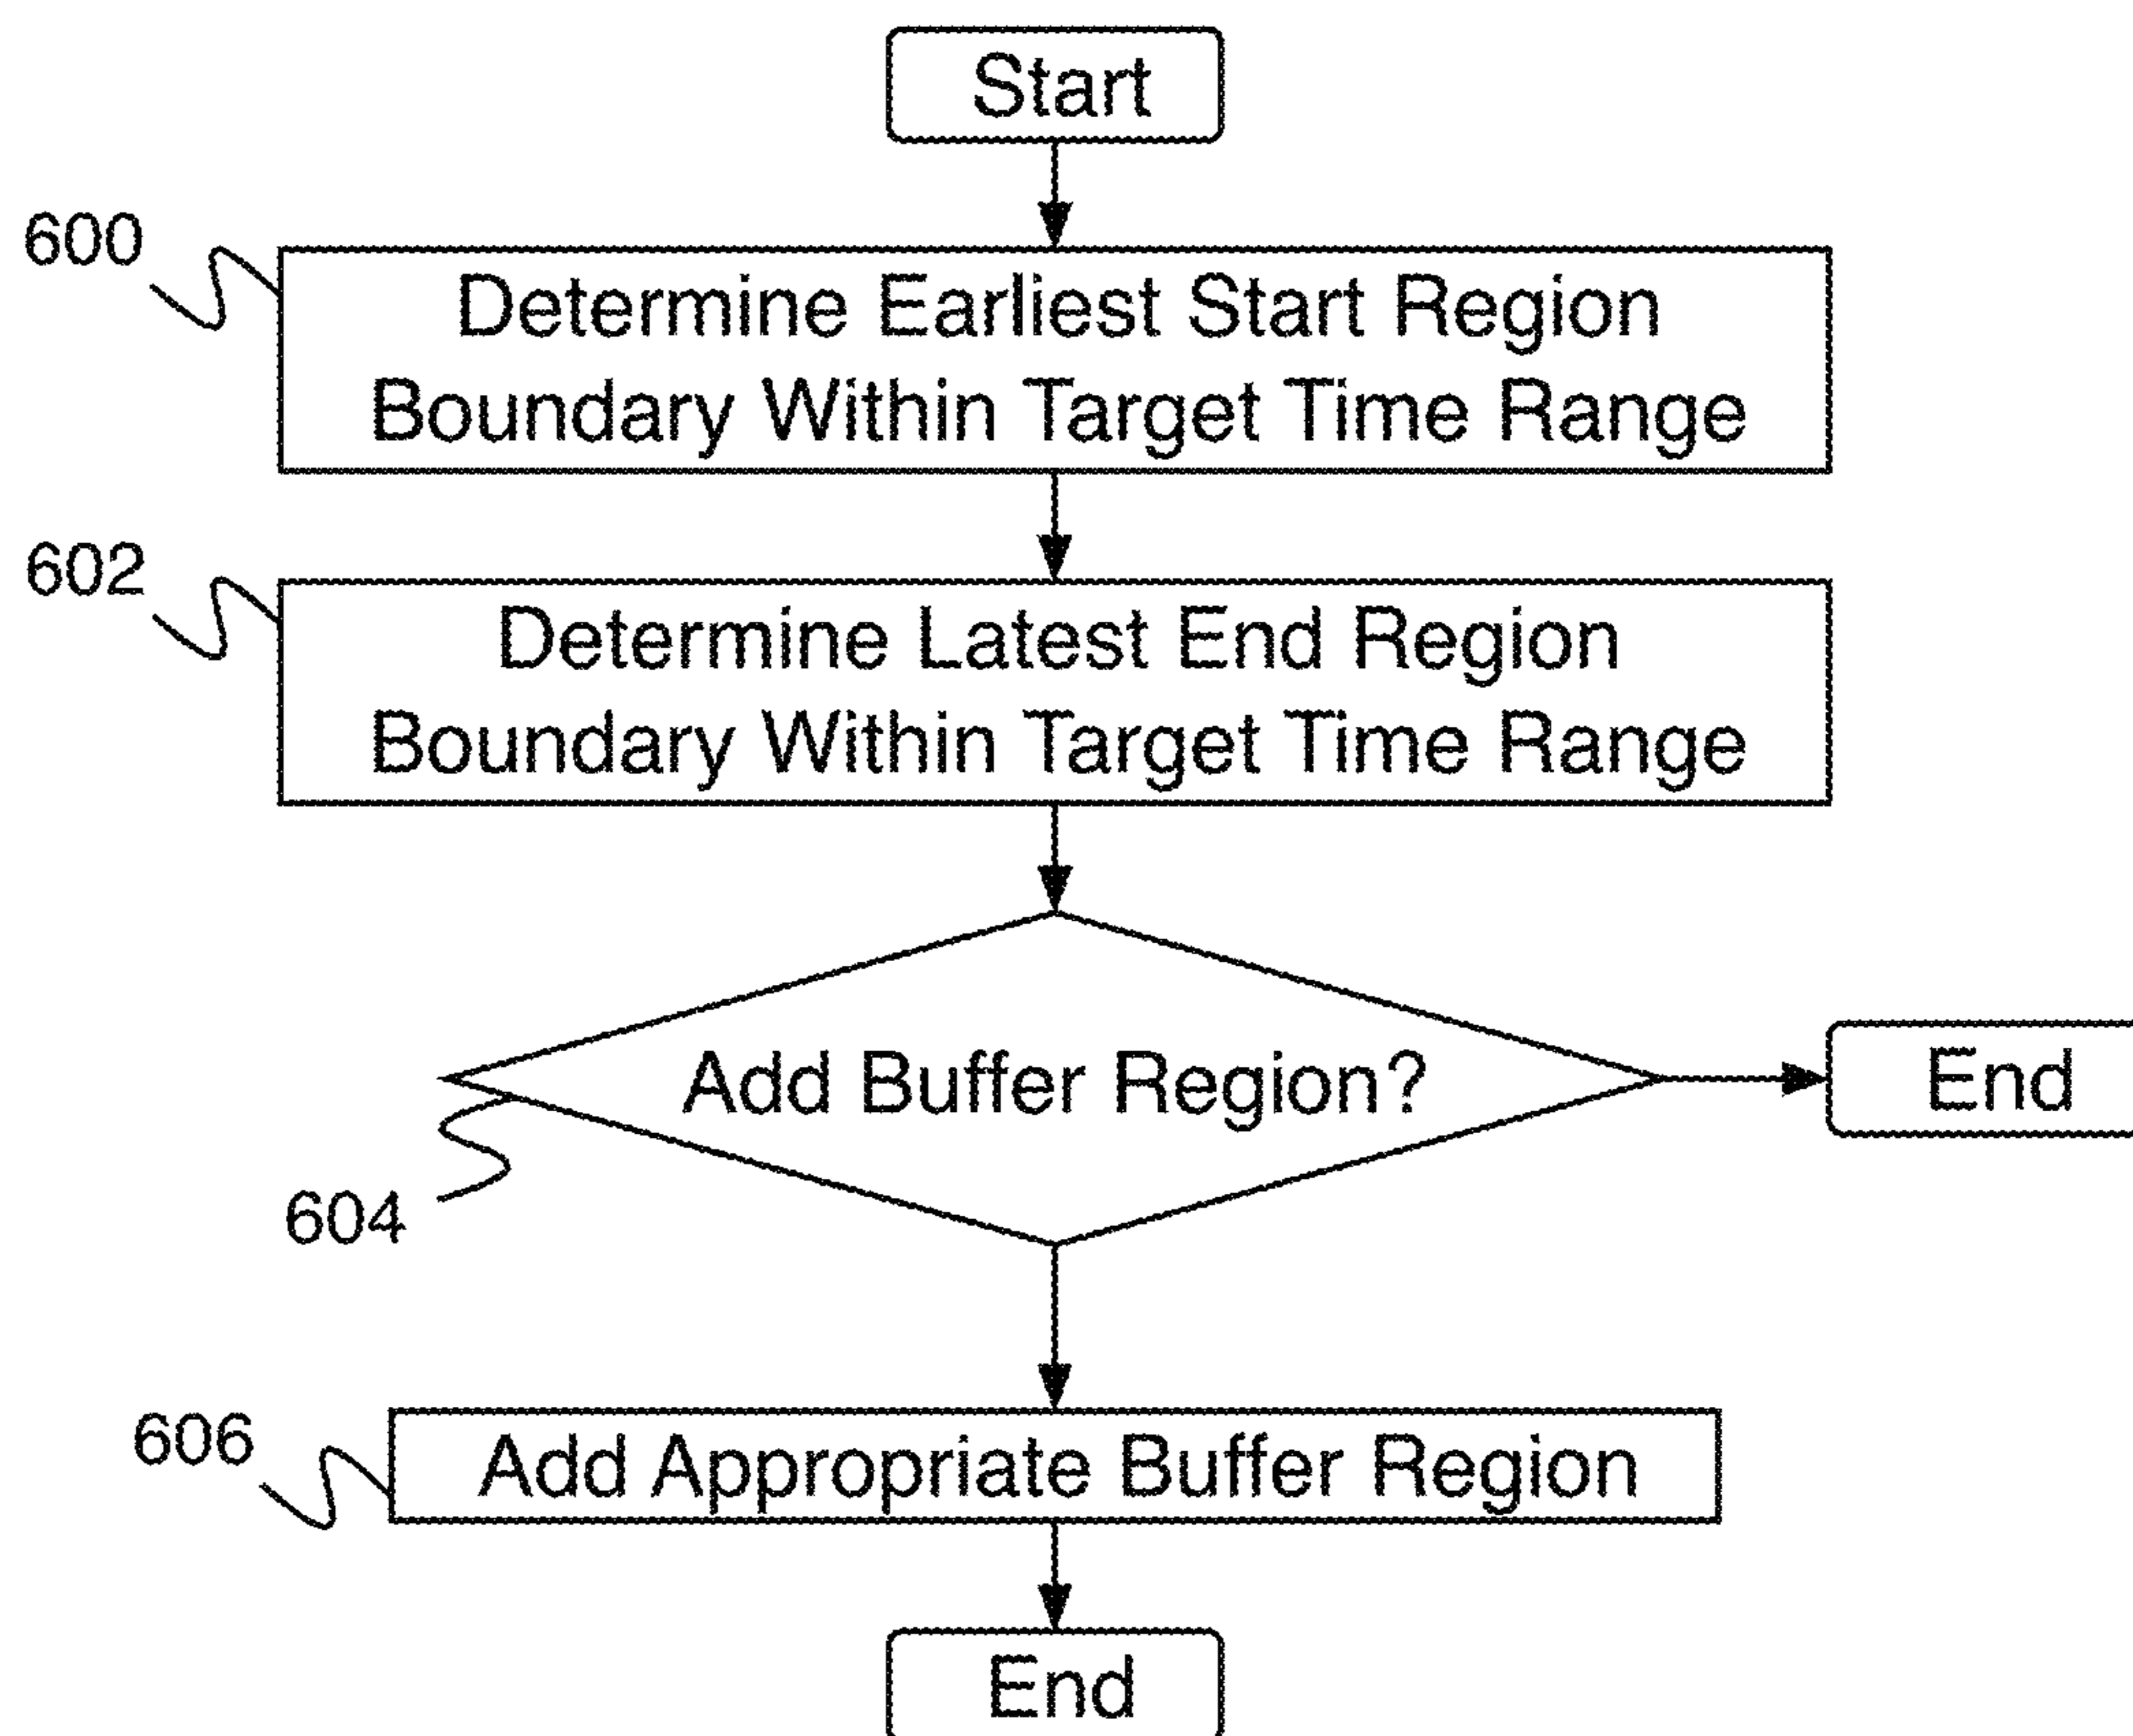 Start
600
Determine Earliest Start Region
Boundary Within Target Time Range
602
Determine Latest End Region
Boundary Within Target Time Range
Add Buffer Region?
End
604
606
Add Appropriate Buffer Region
End